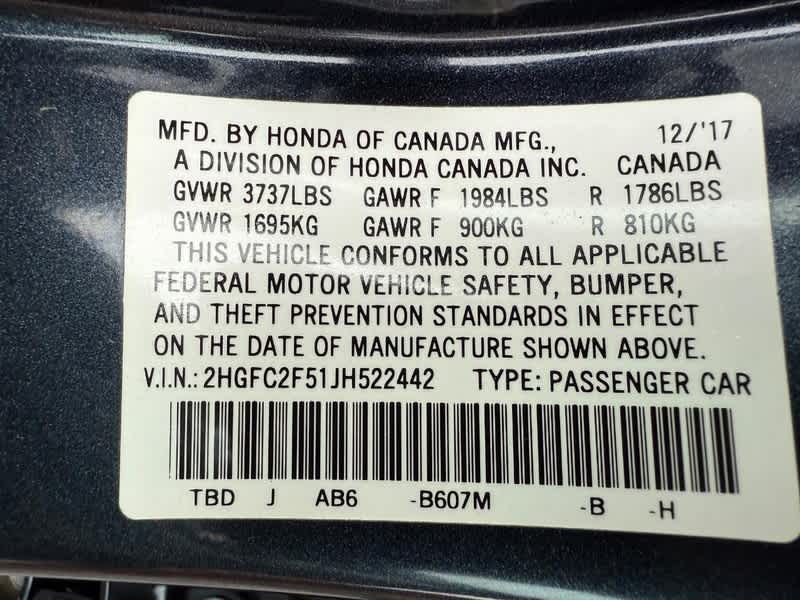 MFD. BY HONDA OF CANADA MFG., 12/'17
A DIVISION OF HONDA CANADA INC. CANADA
GVWR 3737LBS GAWR F 1984LBS R 1786LBS
GVWR 1695KG GAWR F 900KG R 810KG
THIS VEHICLE CONFORMS TO ALL APPLICABLE
FEDERAL MOTOR VEHICLE SAFETY, BUMPER,
AND THEFT PREVENTION STANDARDS IN EFFECT
ON THE DATE OF MANUFACTURE SHOWN ABOVE.
V.I.N.: 2HGFC2F51JH522442 TYPE: PASSENGER CAR
TBD J AB6 -B607M -B -H